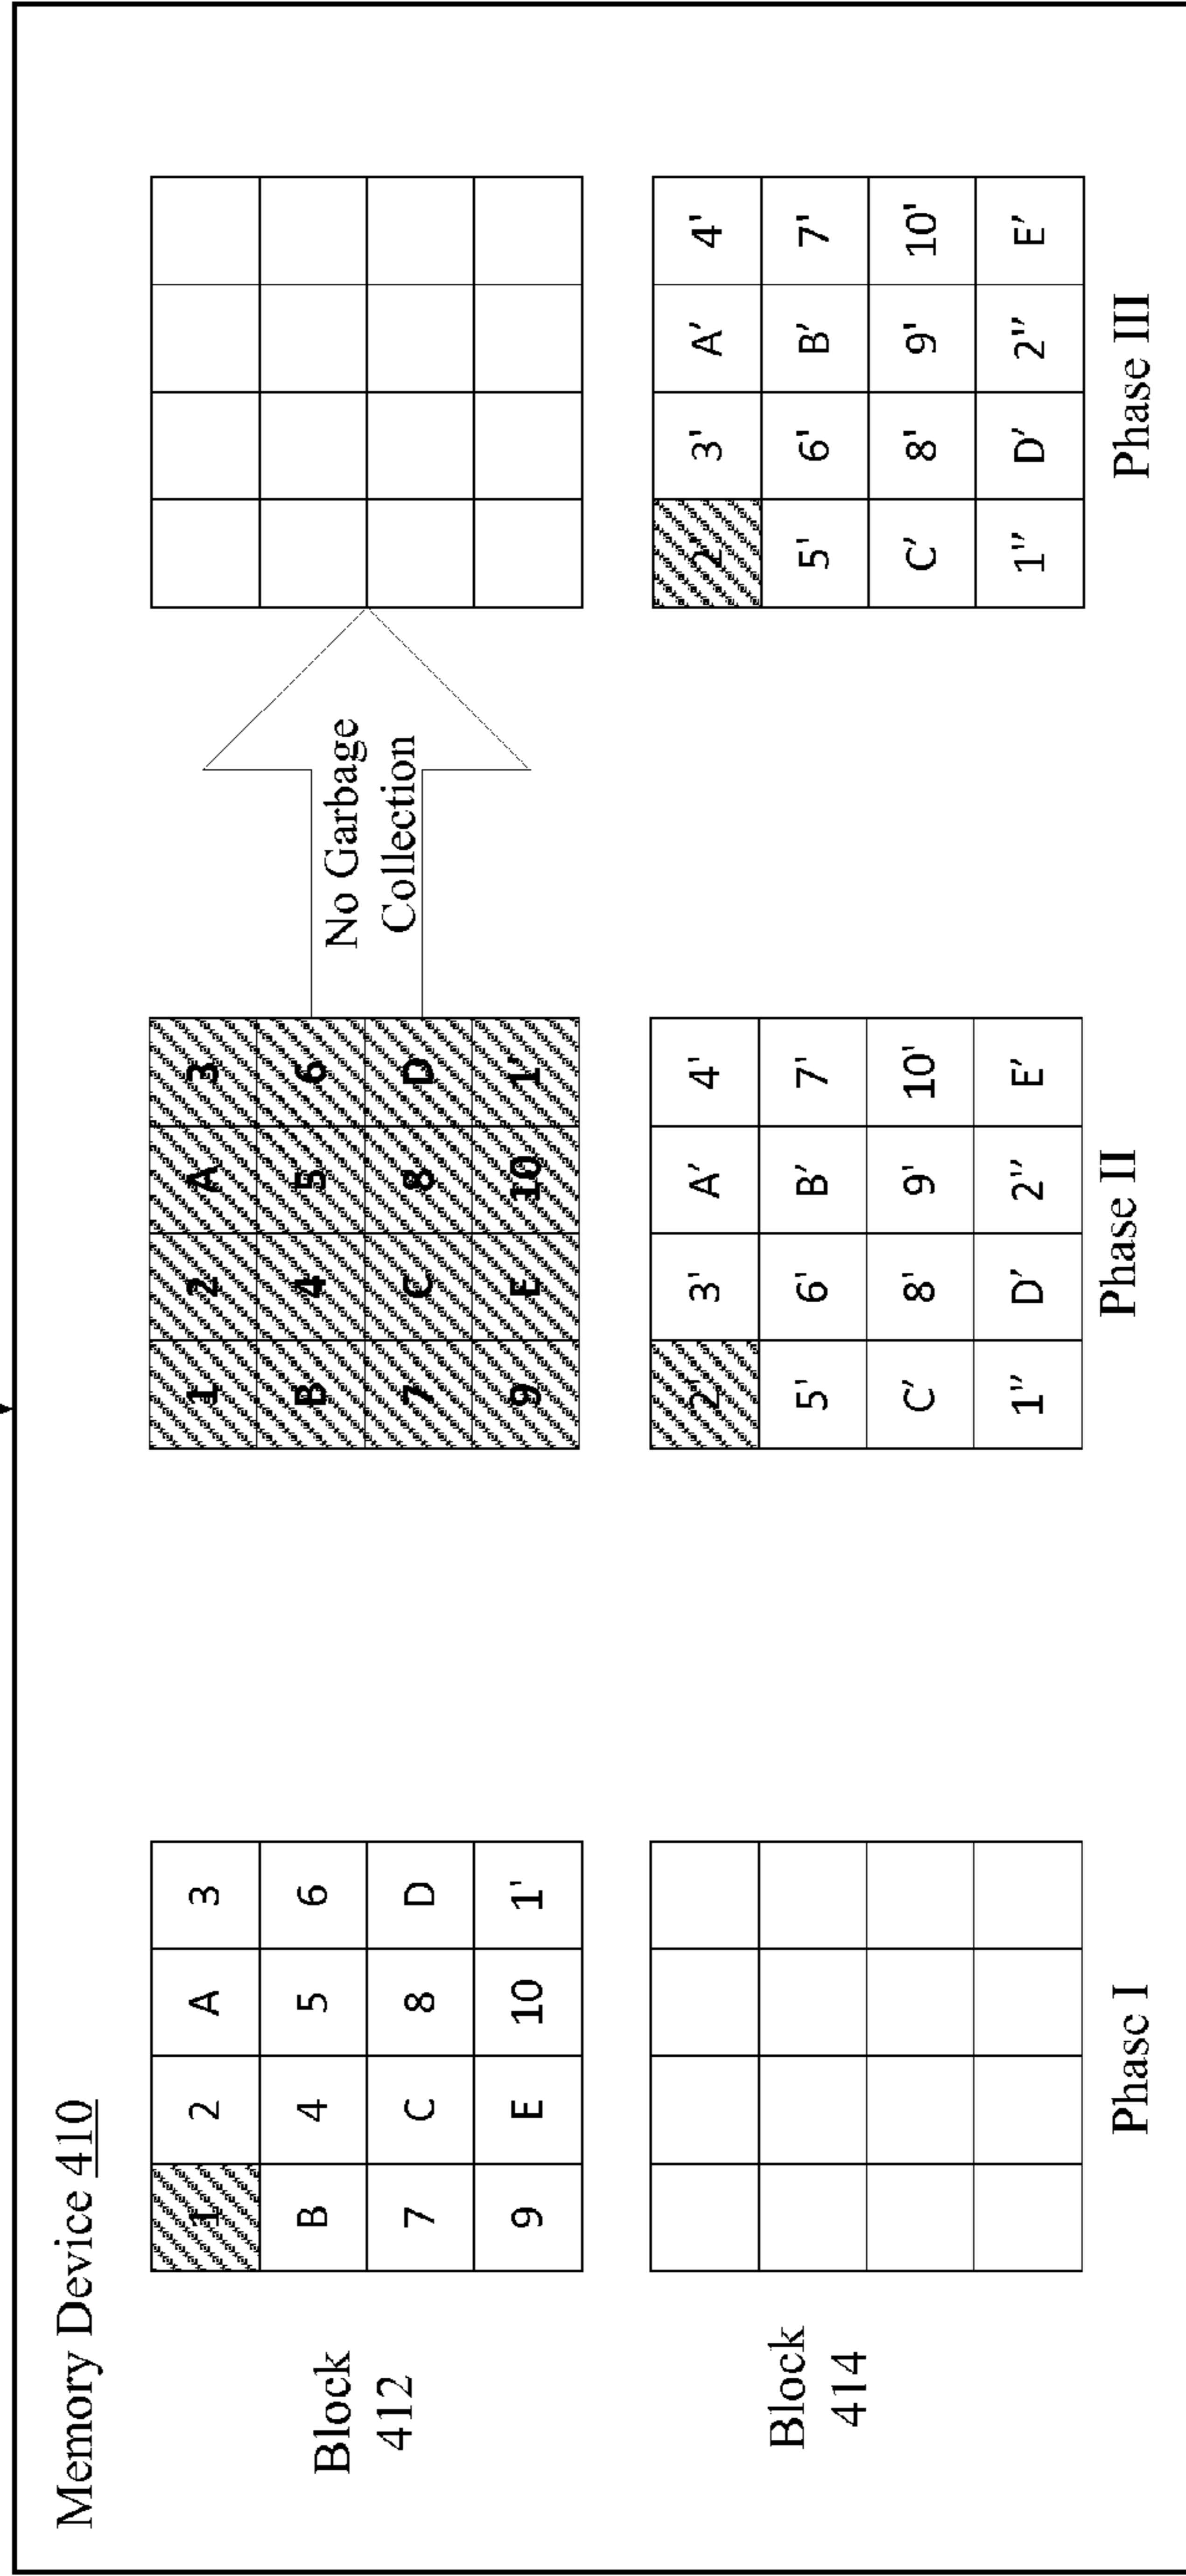 Memory Device 410
Block
412
1 2 A 3
B 4 5 6
7 C 8 D
9 E 10 1'
1 2 A 3
B 4 5 6
7 C 8 D
9 E 10 1'
No Garbage
Collection
Block
414
2' 3' A' 4'
5' 6' B' 7'
C' 8' 9' 10'
1'' D' 2'' E'
2' 3' A' 4'
5' 6' B' 7'
C' 8' 9' 10'
1'' D' 2'' E'
Phase I
Phase II
Phase III